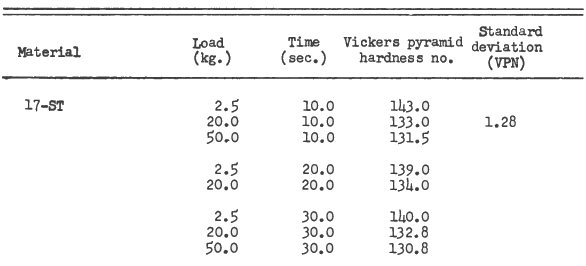 Material Load (kg.) Time (sec.) Vickers pyramid hardness no. Standard deviation (VPN)
17-ST 2.5 10.0 143.0
20.0 10.0 133.0 1.28
50.0 10.0 131.5
2.5 20.0 139.0
20.0 20.0 134.0
2.5 30.0 140.0
20.0 30.0 132.8
50.0 30.0 130.8